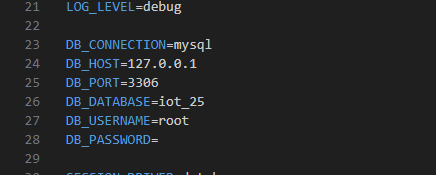 21 LOG_LEVEL=debug
22
23 DB_CONNECTION=mysql
24 DB_HOST=127.0.0.1
25 DB_PORT=3306
26 DB_DATABASE=iot_25
27 DB_USERNAME=root
28 DB_PASSWORD=
29